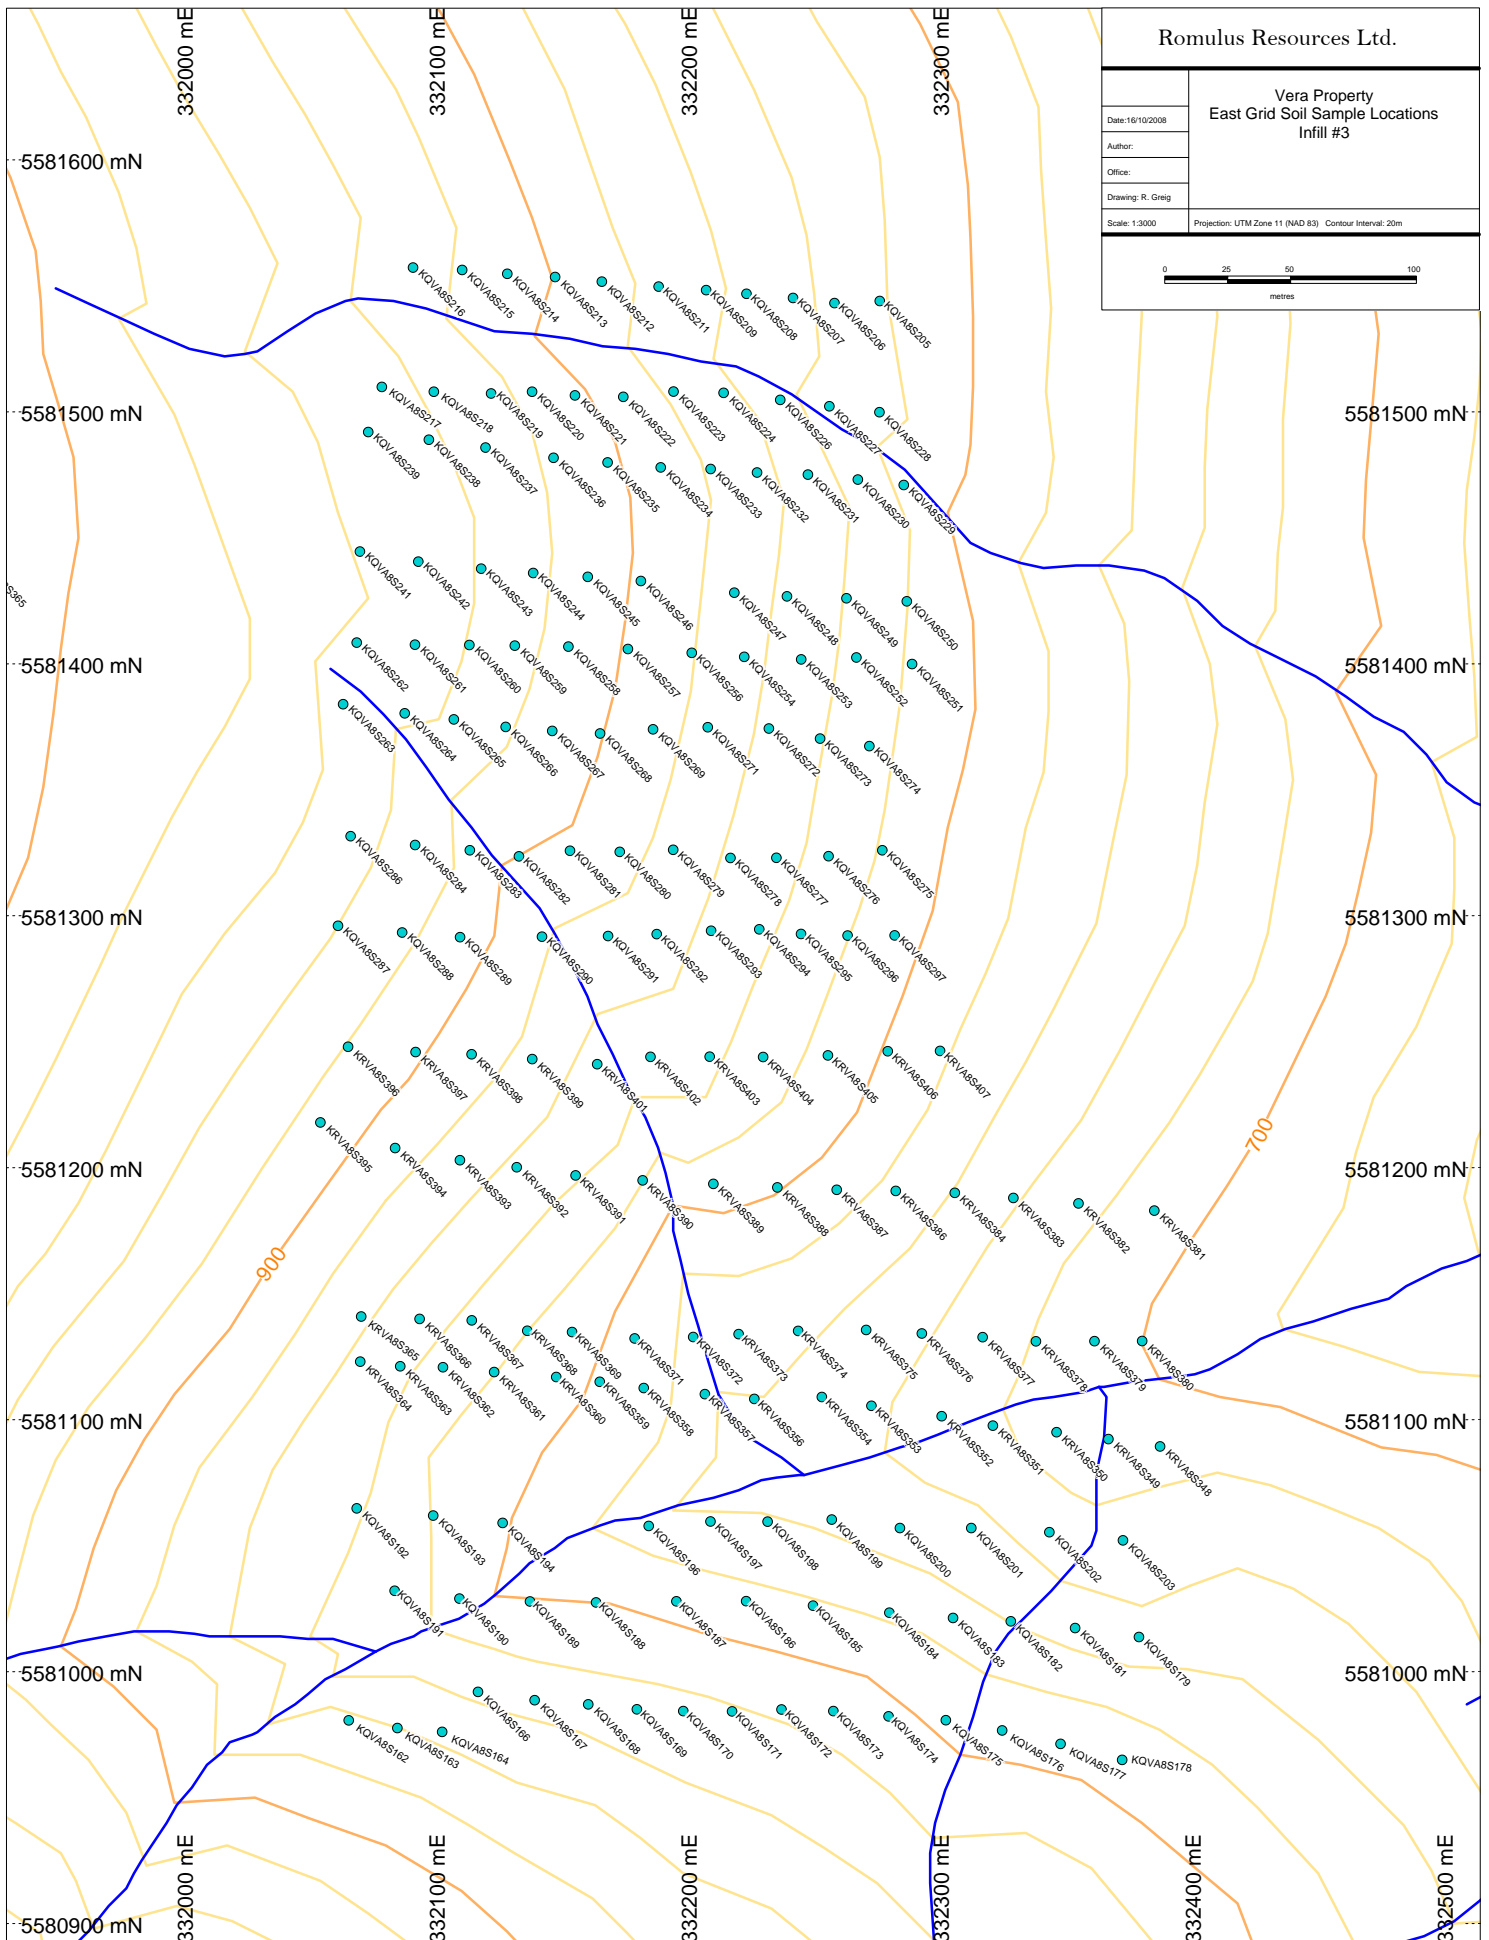 332000 mE
332100 mE
332200 mE
332300 mE
Romulus Resources Ltd.
Vera Property
East Grid Soil Sample Locations
Infill #3
Date:16/10/2008
Author:
Office:
Drawing: R. Greig
Scale: 1:3000
Projection: UTM Zone 11 (NAD 83) Contour Interval: 20m
0 25 50 100
metres
5581600 mN
KQVA8S216
KQVA8S215
KQVA8S214
KQVA8S213
KQVA8S212
KQVA8S211
KQVA8S209
KQVA8S208
KQVA8S207
KQVA8S206
KQVA8S205
5581500 mN
5581500 mN
KQVA8S217
KQVA8S218
KQVA8S219
KQVA8S220
KQVA8S221
KQVA8S222
KQVA8S223
KQVA8S224
KQVA8S226
KQVA8S227
KQVA8S228
KQVA8S239
KQVA8S238
KQVA8S237
KQVA8S236
KQVA8S235
KQVA8S234
KQVA8S233
KQVA8S232
KQVA8S231
KQVA8S230
KQVA8S229
S365
KQVA8S241
KQVA8S242
KQVA8S243
KQVA8S244
KQVA8S245
KQVA8S246
KQVA8S247
KQVA8S248
KQVA8S249
KQVA8S250
5581400 mN
5581400 mN
KQVA8S262
KQVA8S261
KQVA8S260
KQVA8S259
KQVA8S258
KQVA8S257
KQVA8S256
KQVA8S254
KQVA8S253
KQVA8S252
KQVA8S251
KQVA8S263
KQVA8S264
KQVA8S265
KQVA8S266
KQVA8S267
KQVA8S268
KQVA8S269
KQVA8S271
KQVA8S272
KQVA8S273
KQVA8S274
KQVA8S286
KQVA8S284
KQVA8S283
KQVA8S282
KQVA8S281
KQVA8S280
KQVA8S279
KQVA8S278
KQVA8S277
KQVA8S276
KQVA8S275
5581300 mN
5581300 mN
KQVA8S287
KQVA8S288
KQVA8S289
KQVA8S290
KQVA8S291
KQVA8S292
KQVA8S293
KQVA8S294
KQVA8S295
KQVA8S296
KQVA8S297
KRVA8S396
KRVA8S397
KRVA8S398
KRVA8S399
KRVA8S401
KRVA8S402
KRVA8S403
KRVA8S404
KRVA8S405
KRVA8S406
KRVA8S407
700
5581200 mN
5581200 mN
KRVA8S395
KRVA8S394
KRVA8S393
KRVA8S392
KRVA8S391
KRVA8S390
KRVA8S389
KRVA8S388
KRVA8S387
KRVA8S386
KRVA8S384
KRVA8S383
KRVA8S382
KRVA8S381
900
KRVA8S365
KRVA8S366
KRVA8S367
KRVA8S368
KRVA8S369
KRVA8S371
KRVA8S372
KRVA8S373
KRVA8S374
KRVA8S375
KRVA8S376
KRVA8S377
KRVA8S378
KRVA8S379
KRVA8S380
KRVA8S364
KRVA8S363
KRVA8S362
KRVA8S361
KRVA8S360
KRVA8S359
KRVA8S358
KRVA8S357
KRVA8S356
KRVA8S354
KRVA8S353
KRVA8S352
KRVA8S351
KRVA8S350
KRVA8S349
KRVA8S348
5581100 mN
5581100 mN
KQVA8S192
KQVA8S193
KQVA8S194
KQVA8S196
KQVA8S197
KQVA8S198
KQVA8S199
KQVA8S200
KQVA8S201
KQVA8S202
KQVA8S203
KQVA8S191
KQVA8S190
KQVA8S189
KQVA8S188
KQVA8S187
KQVA8S186
KQVA8S185
KQVA8S184
KQVA8S183
KQVA8S182
KQVA8S181
KQVA8S179
5581000 mN
5581000 mN
KQVA8S162
KQVA8S163
KQVA8S164
KQVA8S166
KQVA8S167
KQVA8S168
KQVA8S169
KQVA8S170
KQVA8S171
KQVA8S172
KQVA8S173
KQVA8S174
KQVA8S175
KQVA8S176
KQVA8S177
KQVA8S178
5580900 mN
332000 mE
332100 mE
332200 mE
332300 mE
332400 mE
332500 mE